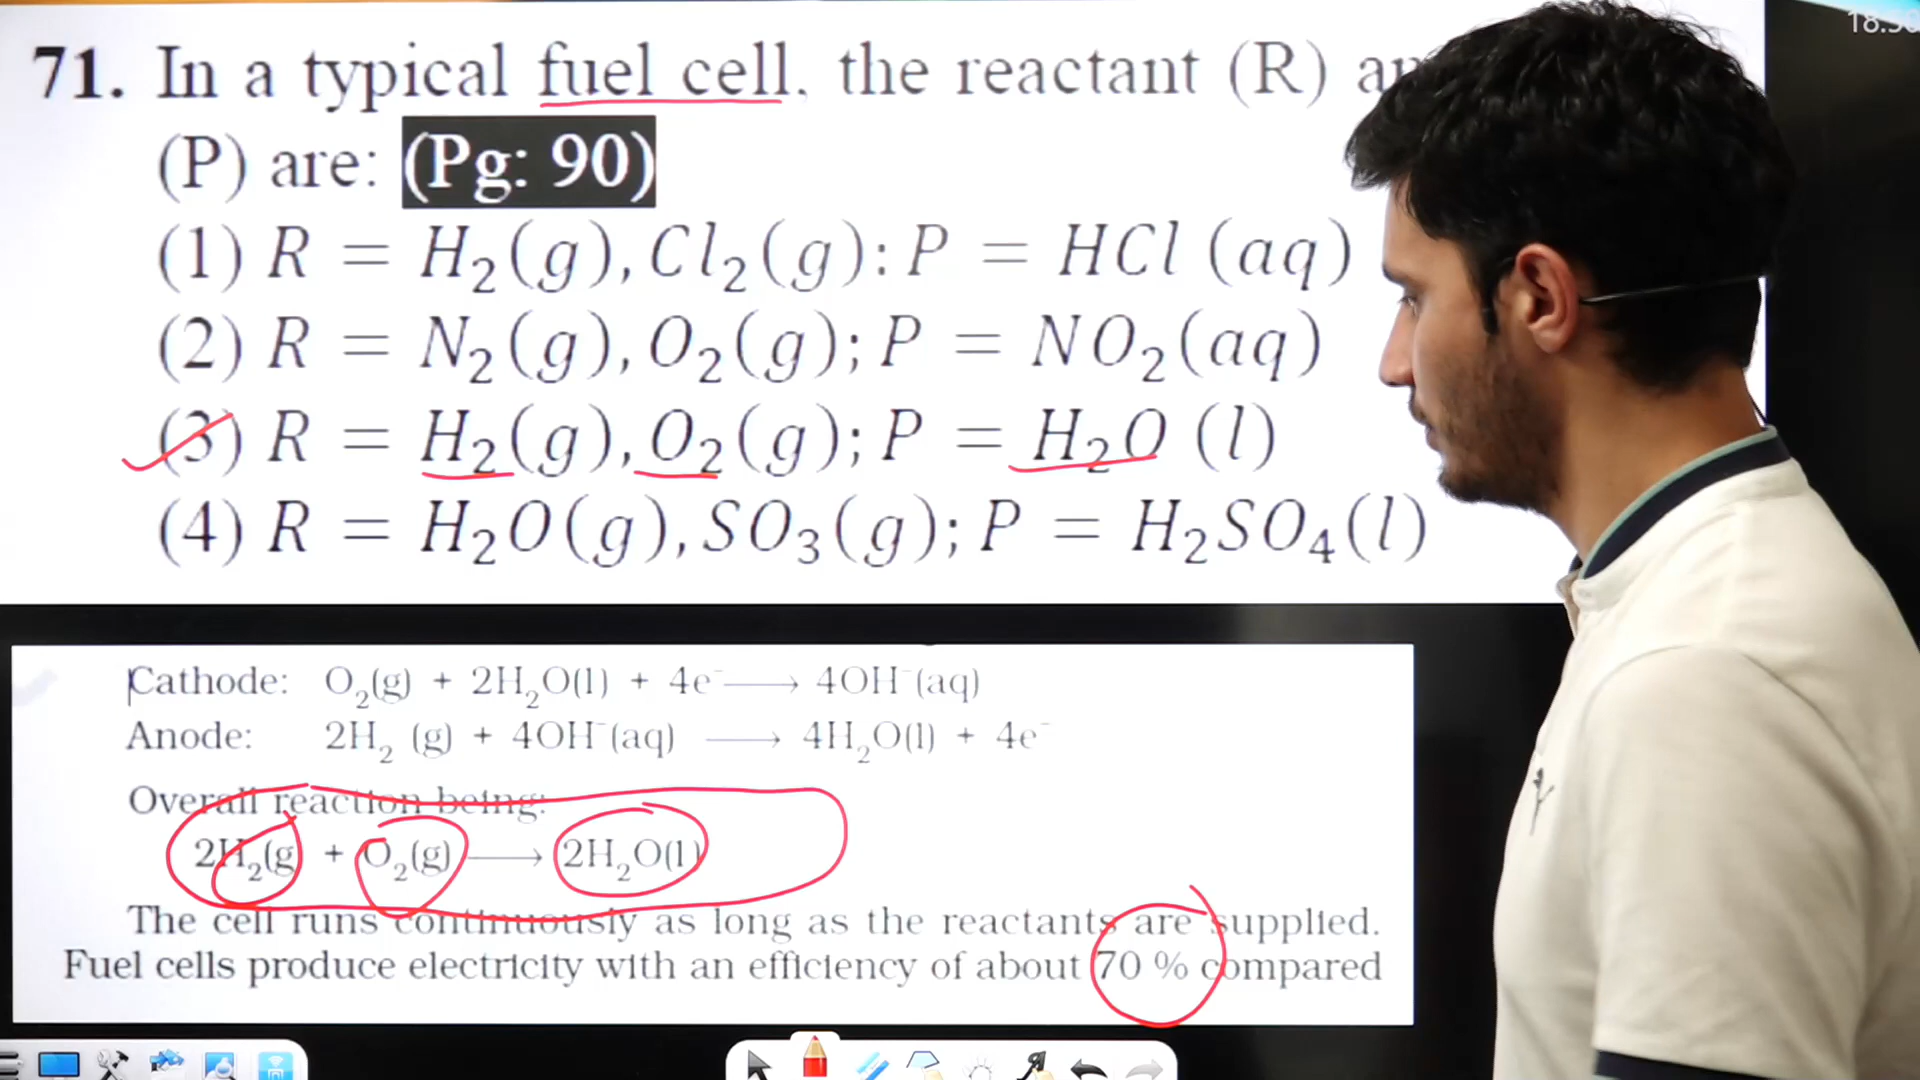 18:5
71. In a typical fuel cell, the reactant (R)
(P) are: (Pg: 90)
(1) R = H₂(g), Cl₂(g): P = HCl (aq)
(2) R = N₂(g), O₂(g); P = NO₂(aq)
(3) R = H₂(g), O₂(g); P = H₂O (l)
(4) R = H₂O(g), SO₃(g); P = H₂SO₄(l)
Cathode: O₂(g) + 2H₂O(l) + 4e⁻ ⟶ 4OH⁻(aq)
Anode: 2H₂ (g) + 4OH⁻(aq) ⟶ 4H₂O(l) + 4e⁻
Overall reaction being:
2H₂(g) + O₂(g) ⟶ 2H₂O(l)
The cell runs continuously as long as the reactants are supplied.
Fuel cells produce electricity with an efficiency of about 70 % compared